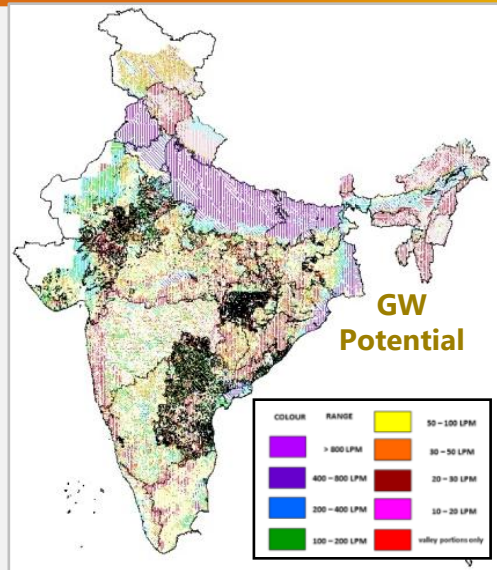 GW
Potential
COLOUR RANGE
> 800 LPM
400 – 800 LPM
200 – 400 LPM
100 – 200 LPM
50 – 100 LPM
30 – 50 LPM
20 – 30 LPM
10 – 20 LPM
valley portions only